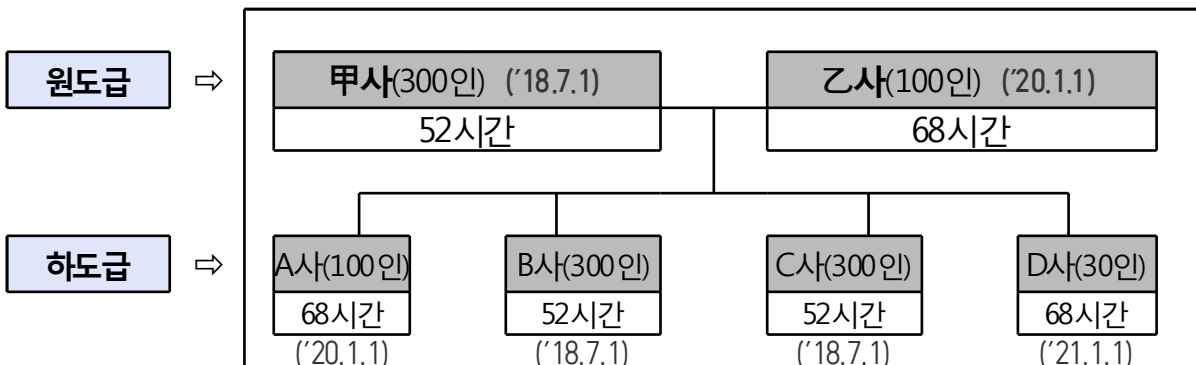 원도급 ⇨ 甲사(300인) (´18.7.1) 乙사(100인) (´20.1.1)
52시간 68시간
하도급 ⇨ A사(100인) B사(300인) C사(300인) D사(30인)
68시간 52시간 52시간 68시간
(´20.1.1) (´18.7.1) (´18.7.1) (´21.1.1)